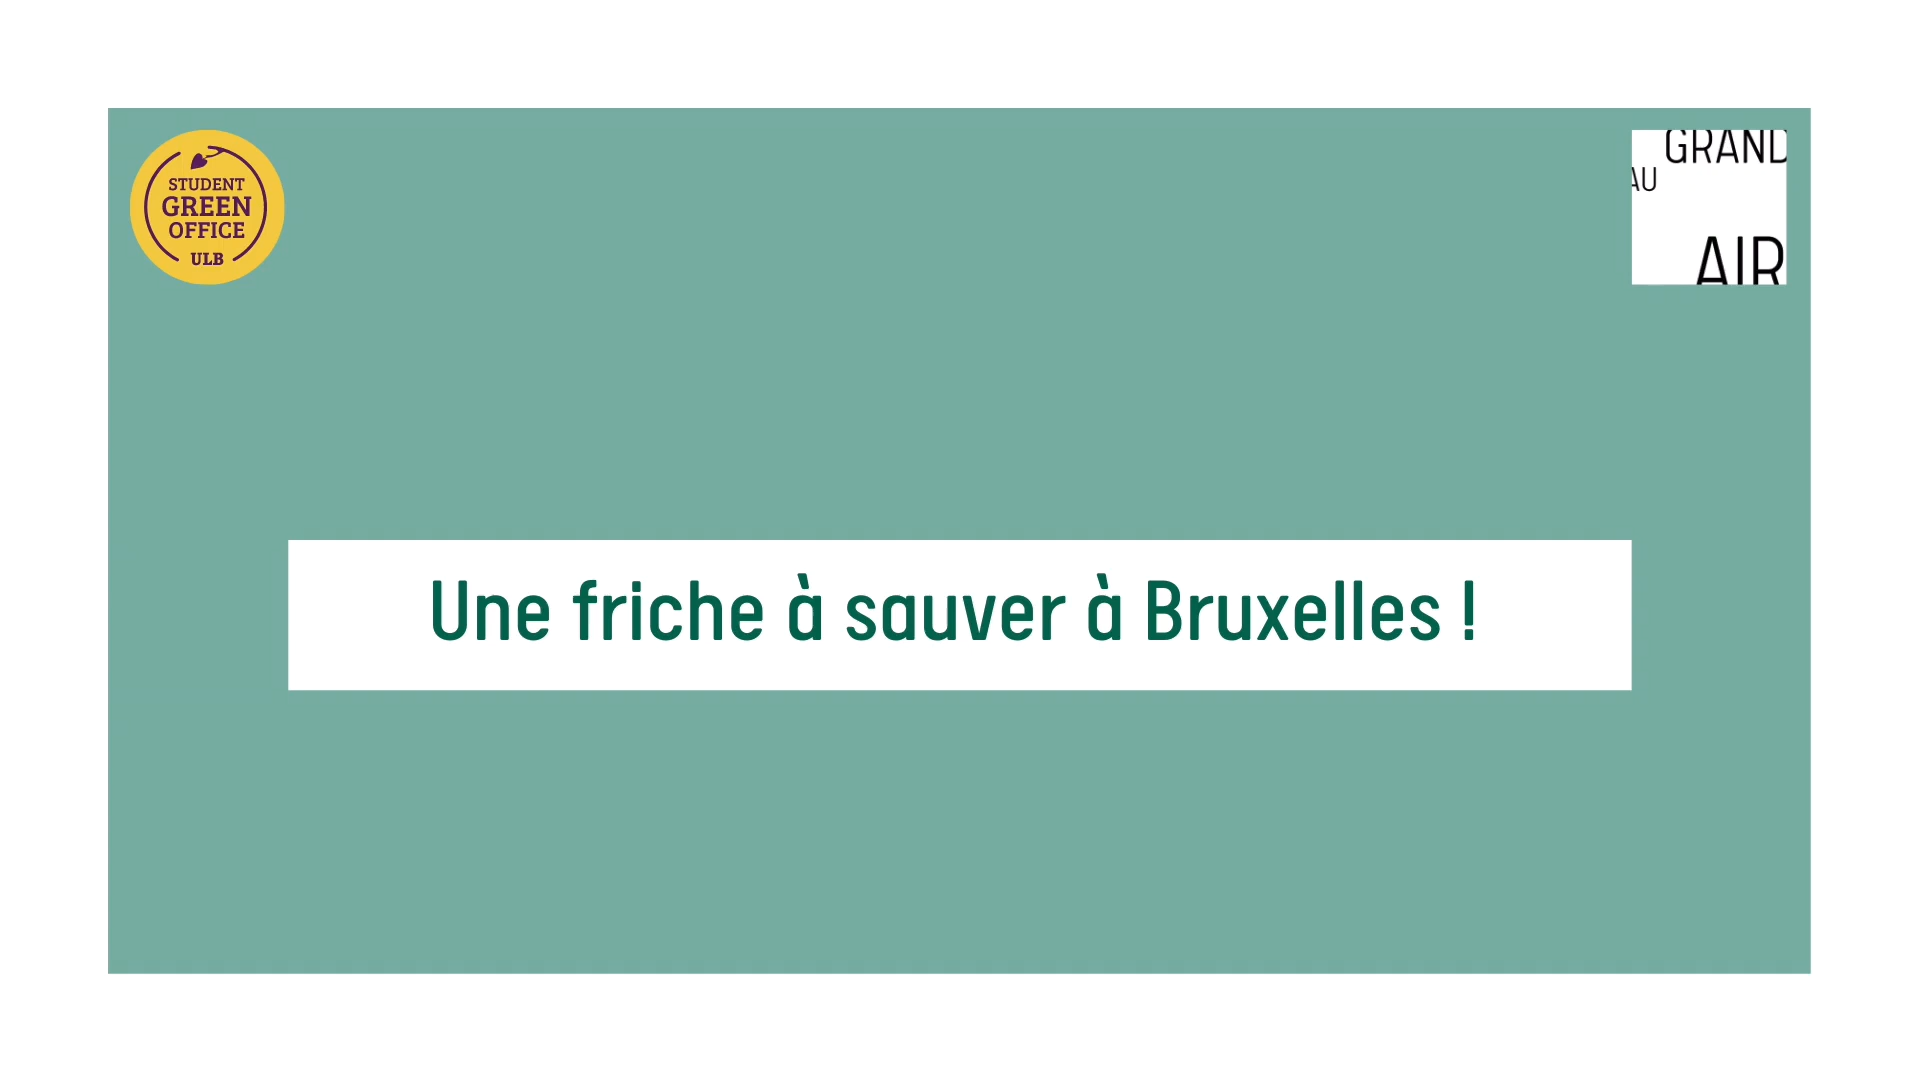 STUDENT
GREEN
OFFICE
ULB
AU GRAND
AIR
Une friche à sauver à Bruxelles !